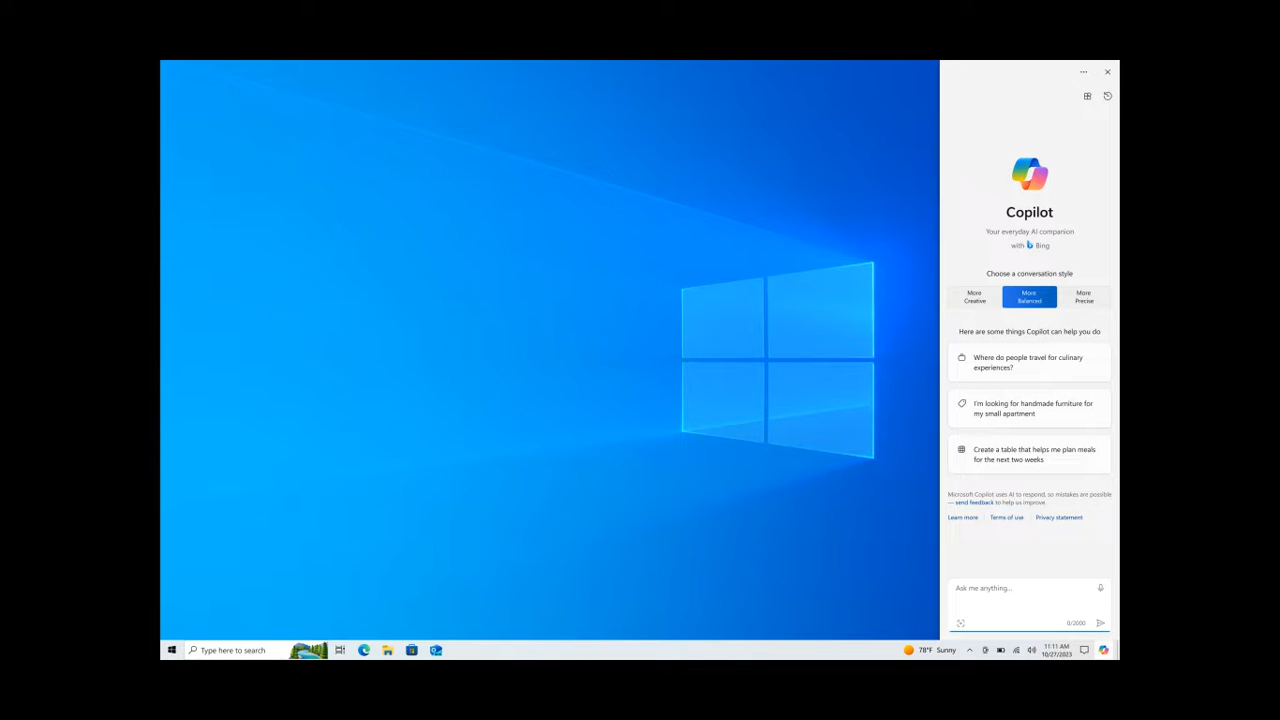 Copilot
Your everyday AI companion
with Bing
Choose a conversation style
More
Creative
More
Balanced
More
Precise
Here are some things Copilot can help you do
Where do people travel for culinary
experiences?
I'm looking for handmade furniture for
my small apartment
Create a table that helps me plan meals
for the next two weeks
Microsoft Copilot uses AI to respond, so mistakes are possible
— send feedback to help us improve
Learn more
Terms of use
Privacy statement
Ask me anything...
0/2000
Type here to search
78°F Sunny
11:11 AM
10/27/2023